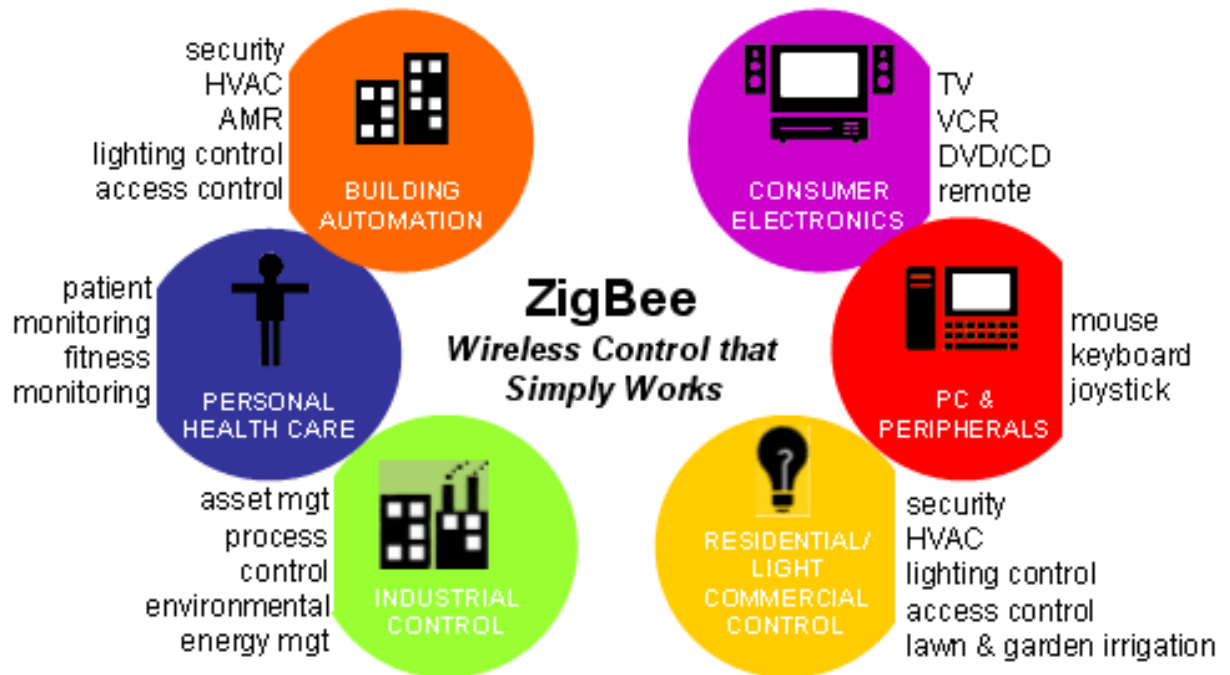 security
HVAC
AMR
lighting control
access control
BUILDING
AUTOMATION
TV
VCR
DVD/CD
remote
CONSUMER
ELECTRONICS
patient
monitoring
fitness
monitoring
PERSONAL
HEALTH CARE
ZigBee
Wireless Control that
Simply Works
mouse
keyboard
joystick
PC &
PERIPHERALS
asset mgt
process
control
environmental
energy mgt
INDUSTRIAL
CONTROL
RESIDENTIAL/
LIGHT
COMMERCIAL
CONTROL
security
HVAC
lighting control
access control
lawn & garden irrigation